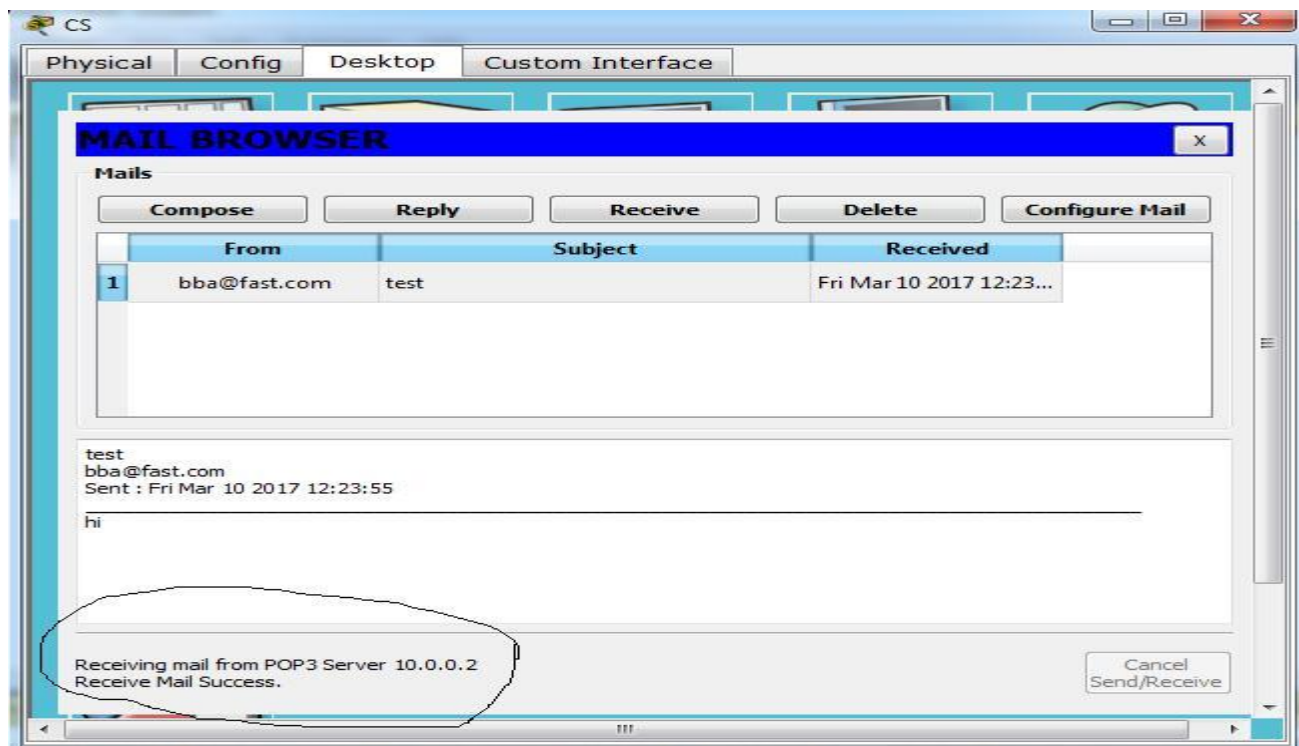 CS
Physical Config Desktop Custom Interface
MAIL BROWSER
x
Mails
Compose Reply Receive Delete Configure Mail
From Subject Received
1 bba@fast.com test Fri Mar 10 2017 12:23...
test
bba@fast.com
Sent : Fri Mar 10 2017 12:23:55
hi
Receiving mail from POP3 Server 10.0.0.2
Receive Mail Success.
Cancel
Send/Receive